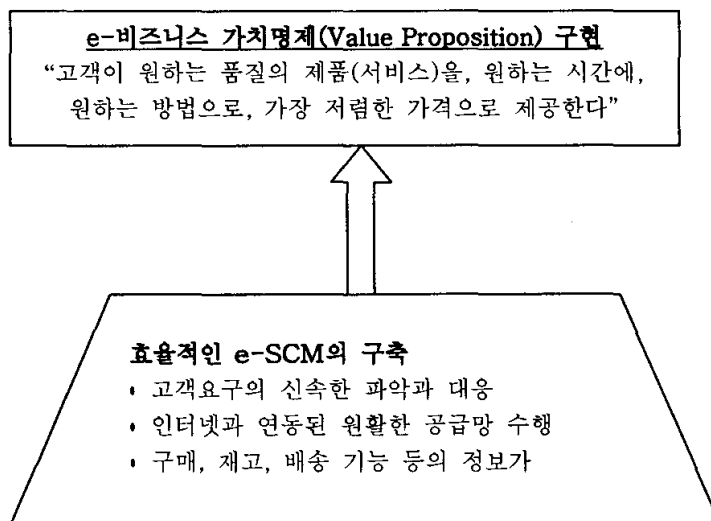 e-비즈니스 가치명제(Value Proposition) 구현
“고객이 원하는 품질의 제품(서비스)을, 원하는 시간에,
원하는 방법으로, 가장 저렴한 가격으로 제공한다”
효율적인 e-SCM의 구축
• 고객요구의 신속한 파악과 대응
• 인터넷과 연동된 원활한 공급망 수행
• 구매, 재고, 배송 기능 등의 정보가